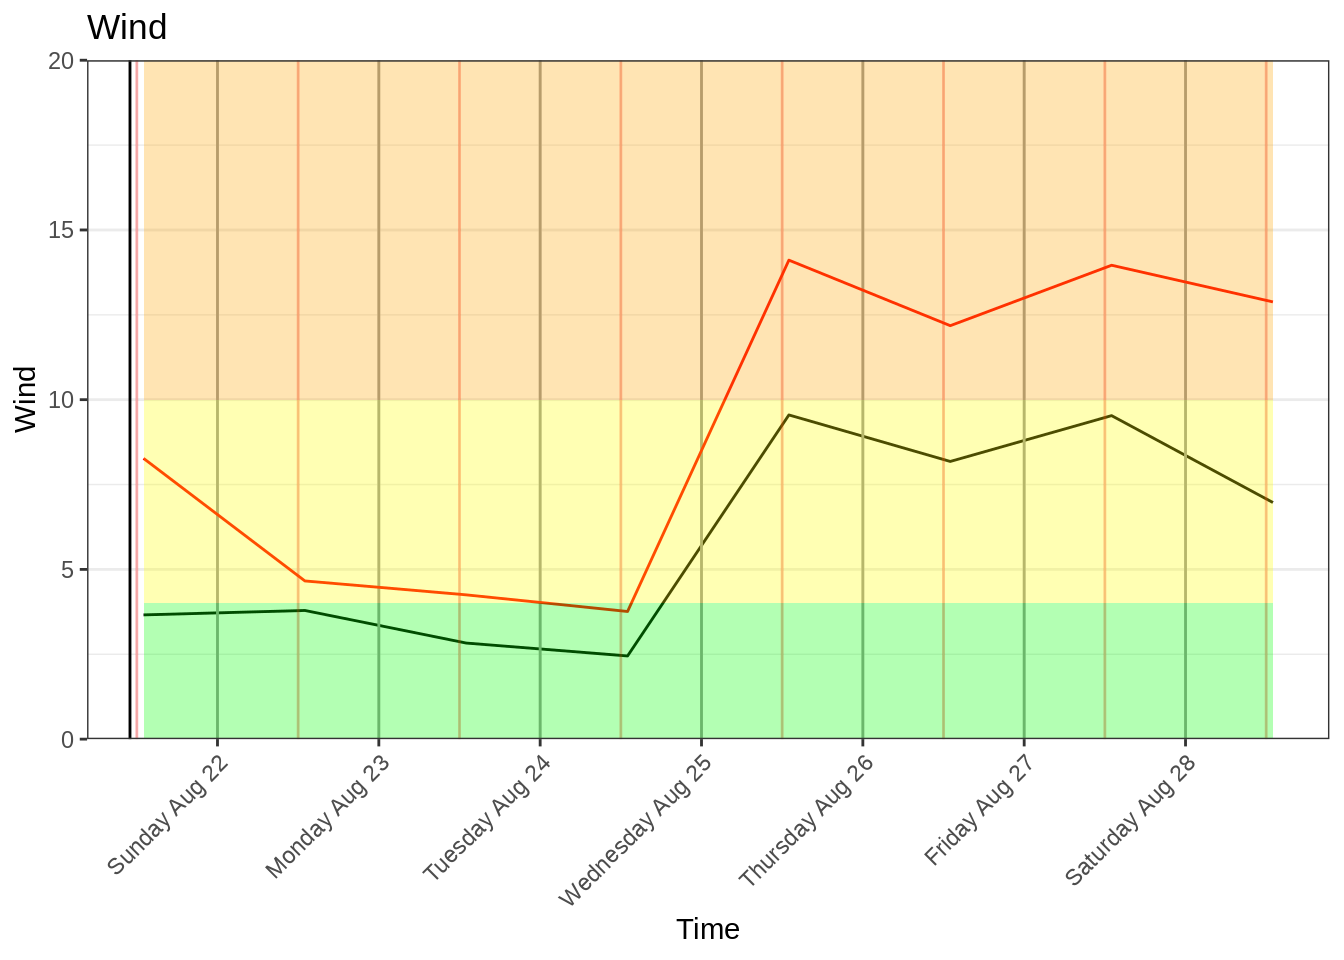 Wind
20
15
10
5
0
Wind
Sunday Aug 22
Monday Aug 23
Tuesday Aug 24
Wednesday Aug 25
Thursday Aug 26
Friday Aug 27
Saturday Aug 28
Time